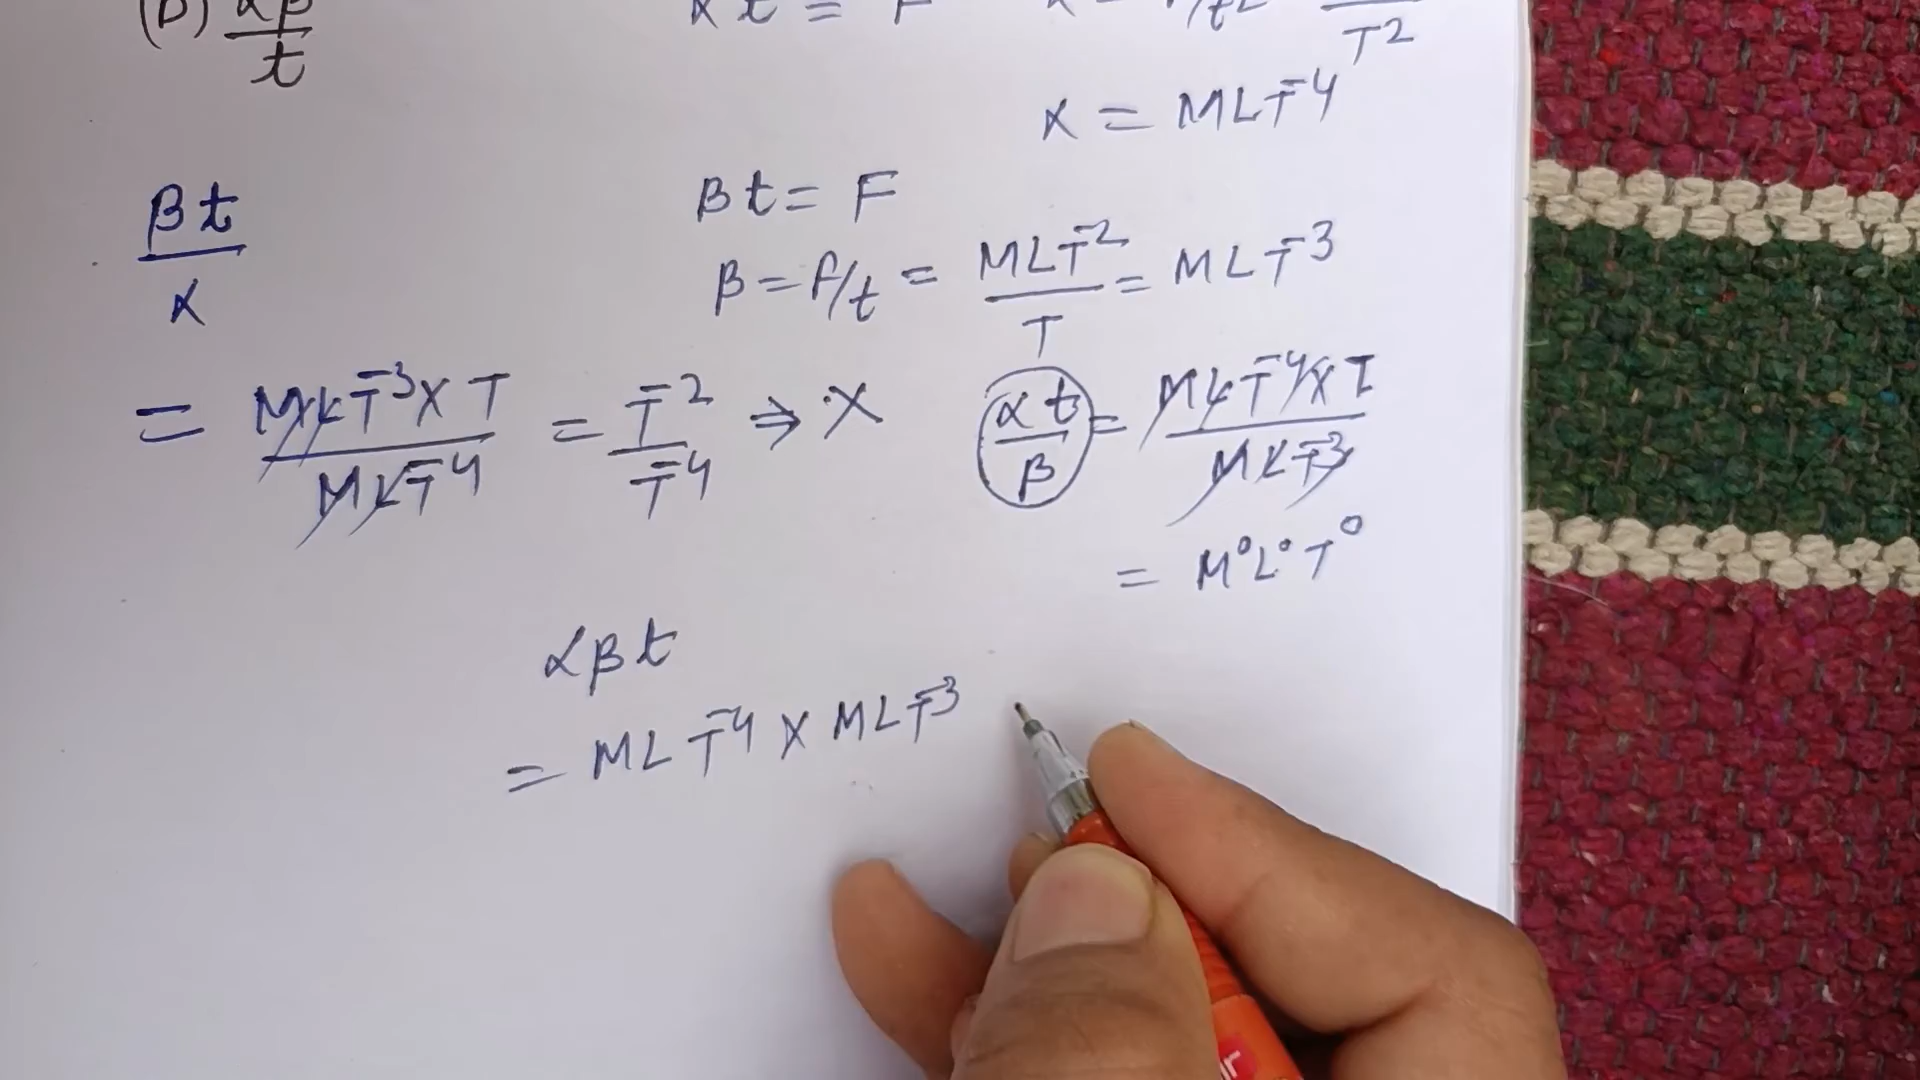 (D) αβ/t
T²
α = MLT⁻⁴
βt = F
βt/α
β = F/t = MLT⁻²/T = MLT⁻³
= MLT⁻³ × T/MLT⁻⁴ = T⁻²/T⁻⁴ ⇒ X
αt/β = MLT⁻⁴ × T/MLT⁻³
= M⁰L⁰T⁰
αβt
= MLT⁻⁴ × MLT⁻³